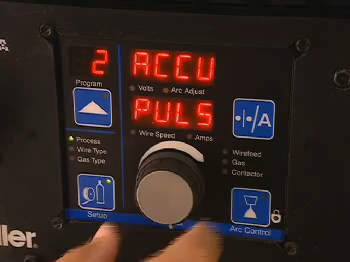 2 ACCU
Volts Arc Adjust
Program
PULS
Wire Speed Amps
/A
Process
Wire Type
Gas Type
Wirefeed
Gas
Contactor
Setup
Arc Control
ller